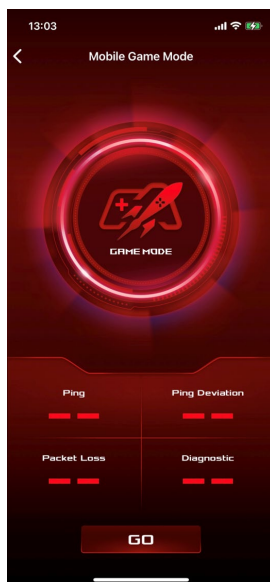 13:03
Mobile Game Mode
GAME MODE
Ping
Ping Deviation
-- --
-- --
Packet Loss
Diagnostic
-- --
-- --
GO